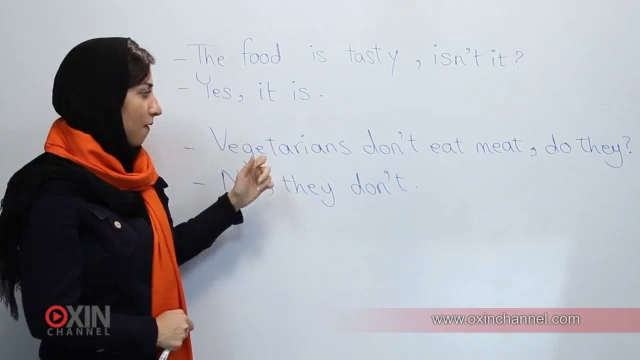 - The food is tasty, isn't it?
- Yes, it is.
- Vegetarians don't eat meat, do they?
- they don't.
OXIN
CHANNEL
www.oxinchannel.com